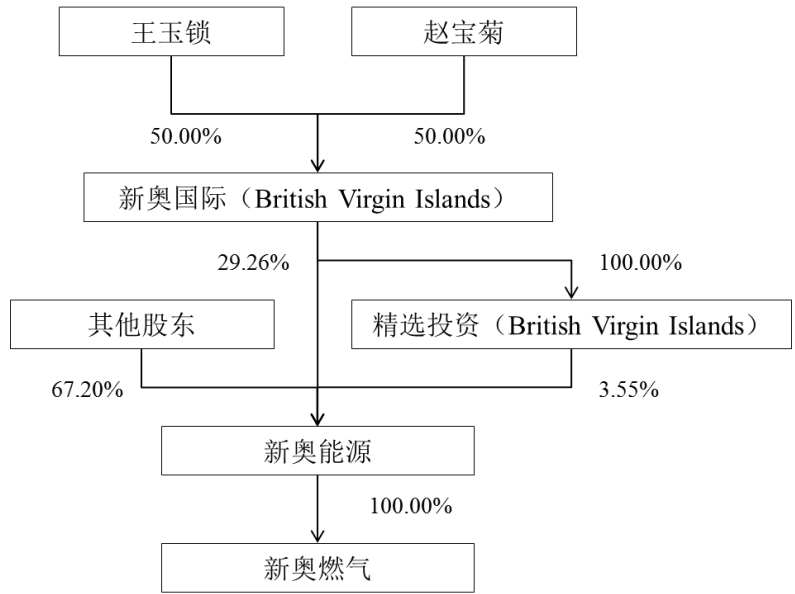 王玉锁
赵宝菊
50.00%
50.00%
新奥国际（British Virgin Islands）
29.26%
100.00%
其他股东
精选投资（British Virgin Islands）
67.20%
3.55%
新奥能源
100.00%
新奥燃气